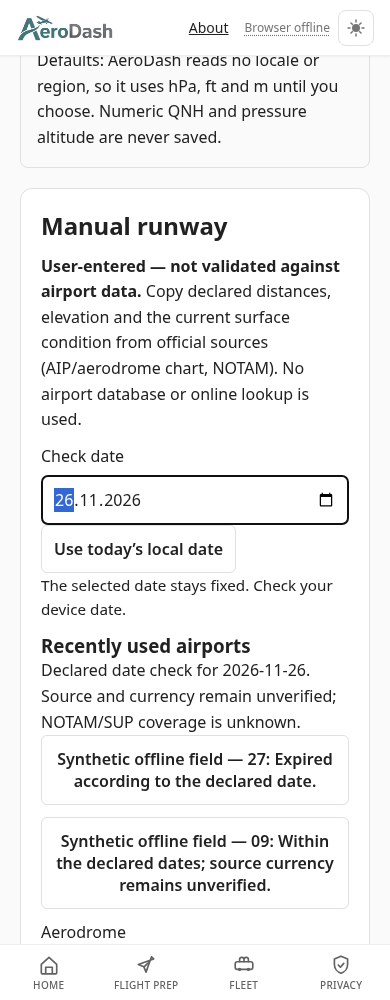 AeroDash
About
Browser offline
Defaults: AeroDash reads no locale or
region, so it uses hPa, ft and m until you
choose. Numeric QNH and pressure
altitude are never saved.
Manual runway
User-entered — not validated against
airport data. Copy declared distances,
elevation and the current surface
condition from official sources
(AIP/aerodrome chart, NOTAM). No
airport database or online lookup is
used.
Check date
26.11.2026
Use today’s local date
The selected date stays fixed. Check your
device date.
Recently used airports
Declared date check for 2026-11-26.
Source and currency remain unverified;
NOTAM/SUP coverage is unknown.
Synthetic offline field — 27: Expired
according to the declared date.
Synthetic offline field — 09: Within
the declared dates; source currency
remains unverified.
Aerodrome
HOME
FLIGHT PREP
FLEET
PRIVACY